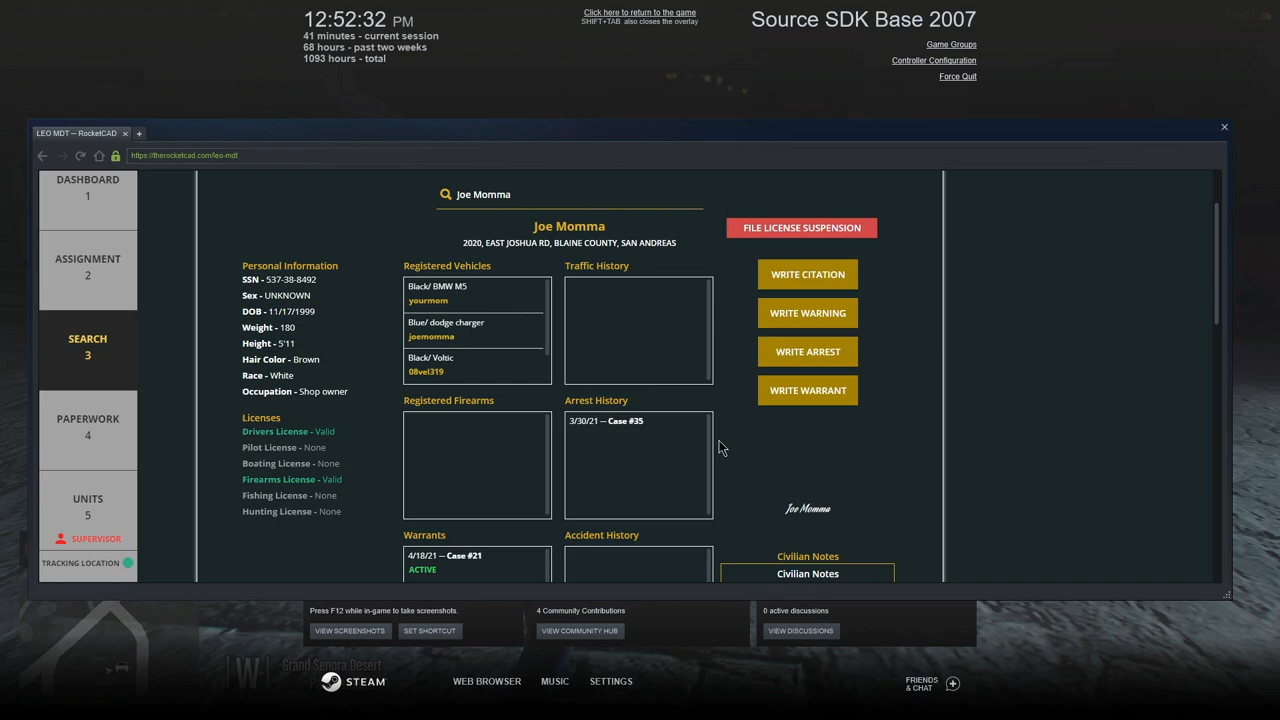 12:52:32 PM
41 minutes - current session
68 hours - past two weeks
1093 hours - total
Click here to return to the game
SHIFT+TAB also closes the overlay
Source SDK Base 2007
Game Groups
Controller Configuration
Force Quit
LEO MDT — RocketCAD
https://therocketcad.com/leo-mdt
DASHBOARD
1
ASSIGNMENT
2
SEARCH
3
PAPERWORK
4
UNITS
5
SUPERVISOR
TRACKING LOCATION
Joe Momma
Joe Momma
2020, EAST JOSHUA RD, BLAINE COUNTY, SAN ANDREAS
FILE LICENSE SUSPENSION
Personal Information
SSN - 537-38-8492
Sex - UNKNOWN
DOB - 11/17/1999
Weight - 180
Height - 5'11
Hair Color - Brown
Race - White
Occupation - Shop owner
Licenses
Drivers License - Valid
Pilot License - None
Boating License - None
Firearms License - Valid
Fishing License - None
Hunting License - None
Registered Vehicles
Black/ BMW M5
yourmom
Blue/ dodge charger
joemomma
Black/ Voltic
08vel319
Traffic History
Registered Firearms
Arrest History
3/30/21 — Case #35
Warrants
4/18/21 — Case #21
ACTIVE
Accident History
WRITE CITATION
WRITE WARNING
WRITE ARREST
WRITE WARRANT
Joe Momma
Civilian Notes
Civilian Notes
Press F12 while in-game to take screenshots.
VIEW SCREENSHOTS
SET SHORTCUT
4 Community Contributions
VIEW COMMUNITY HUB
0 active discussions
VIEW DISCUSSIONS
W
Grand Senora Desert
STEAM
WEB BROWSER
MUSIC
SETTINGS
FRIENDS
& CHAT